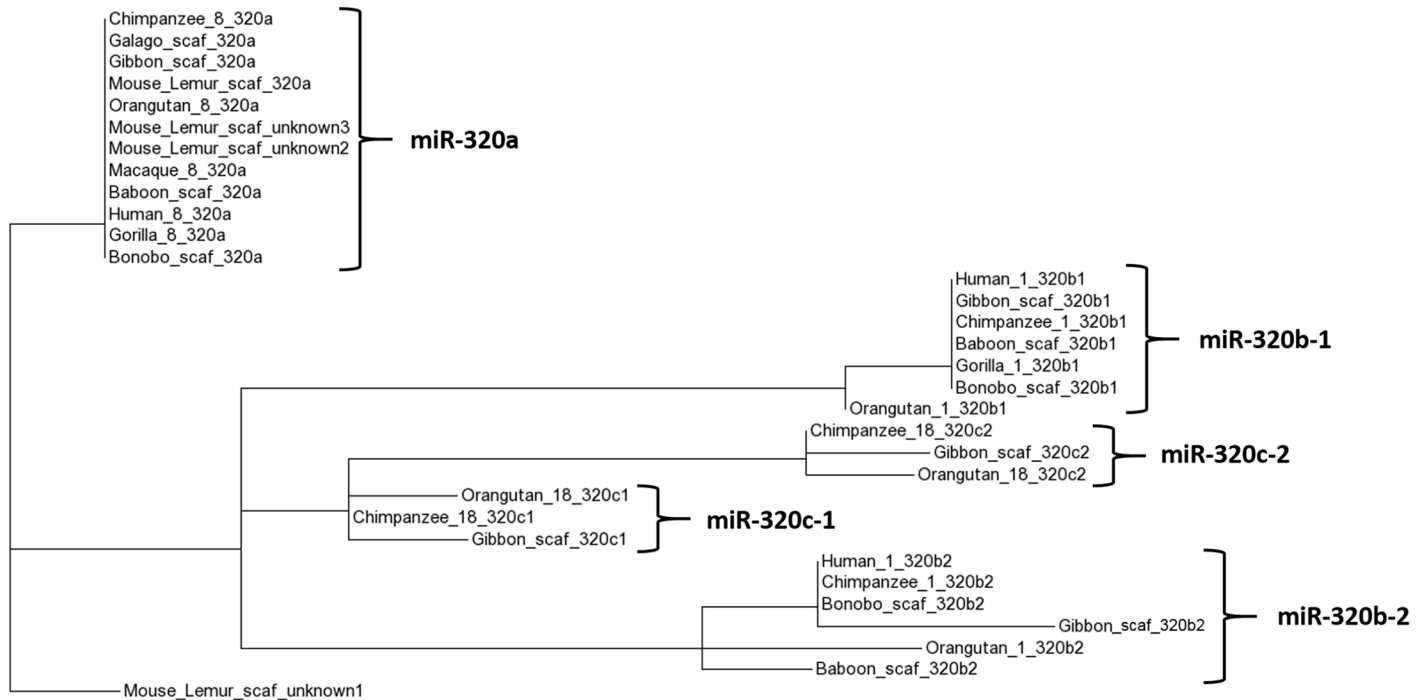 Chimpanzee_8_320a
Galago_scaf_320a
Gibbon_scaf_320a
Mouse_Lemur_scaf_320a
Orangutan_8_320a
Mouse_Lemur_scaf_unknown3
Mouse_Lemur_scaf_unknown2
Macaque_8_320a
Baboon_scaf_320a
Human_8_320a
Gorilla_8_320a
Bonobo_scaf_320a
miR-320a
Human_1_320b1
Gibbon_scaf_320b1
Chimpanzee_1_320b1
Baboon_scaf_320b1
Gorilla_1_320b1
Bonobo_scaf_320b1
Orangutan_1_320b1
miR-320b-1
Chimpanzee_18_320c2
Gibbon_scaf_320c2
Orangutan_18_320c2
miR-320c-2
Orangutan_18_320c1
Chimpanzee_18_320c1
Gibbon_scaf_320c1
miR-320c-1
Human_1_320b2
Chimpanzee_1_320b2
Bonobo_scaf_320b2
Gibbon_scaf_320b2
Orangutan_1_320b2
Baboon_scaf_320b2
miR-320b-2
Mouse_Lemur_scaf_unknown1